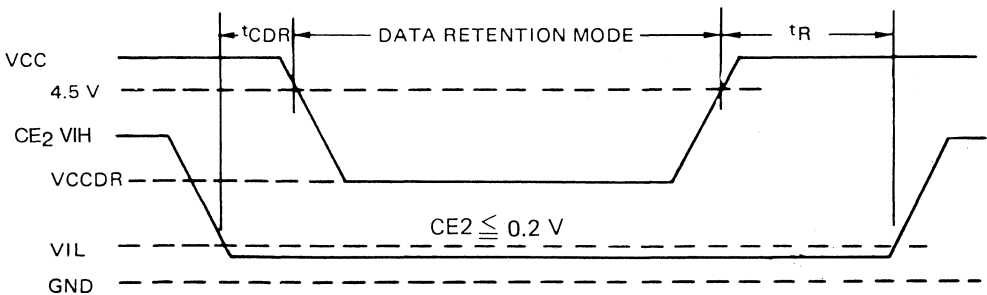 tCDR
DATA RETENTION MODE
tR
VCC
4.5 V
CE2 VIH
VCCDR
CE2 ≦ 0.2 V
VIL
GND